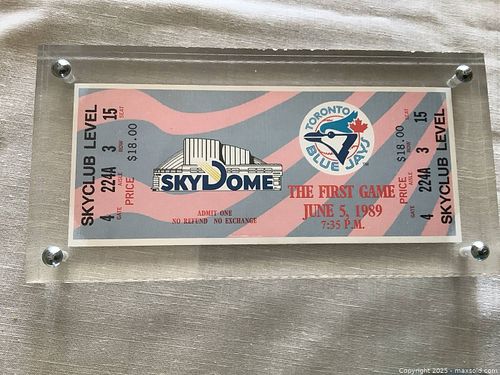 SKYCLUB LEVEL
4 224A 3 15
GATE AISLE ROW SEAT
PRICE $18.00
SKYDOME
ADMIT ONE
NO REFUND NO EXCHANGE
TORONTO
BLUE JAYS
THE FIRST GAME
JUNE 5, 1989
7:35 P.M.
PRICE $18.00
4 224A 3 15
GATE AISLE ROW SEAT
SKYCLUB LEVEL
Copyright 2025 - maxsold.com